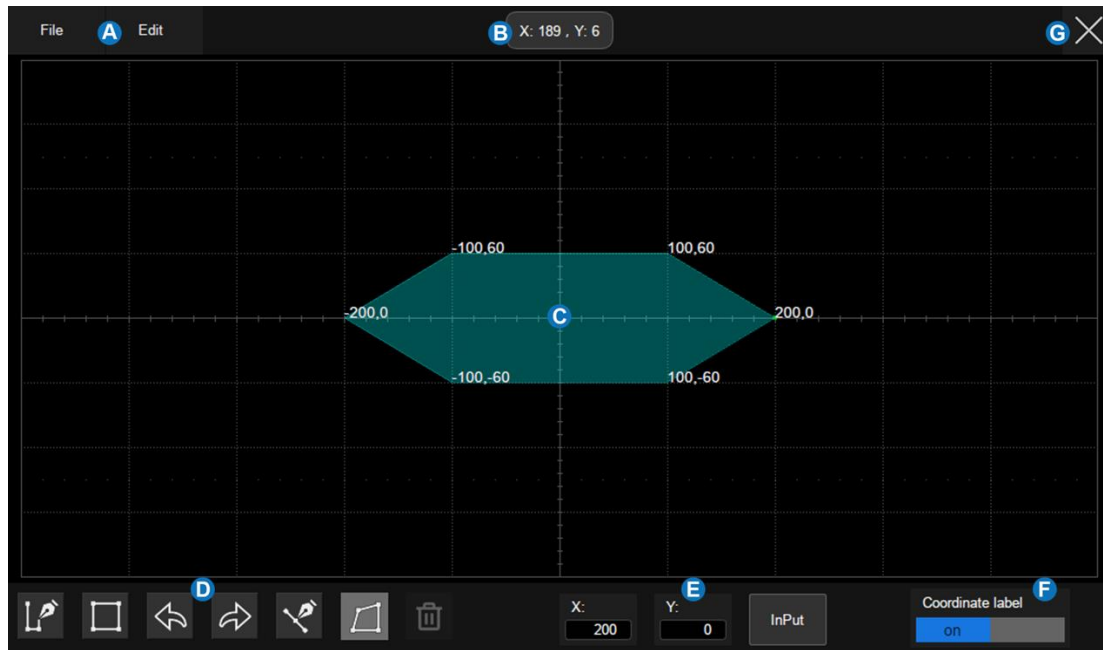 File A Edit B X: 189 , Y: 6 G
-100,60 100,60
-200,0 C 200,0
-100,-60 100,-60
D E F
X: Y: Coordinate label
200 0 InPut on